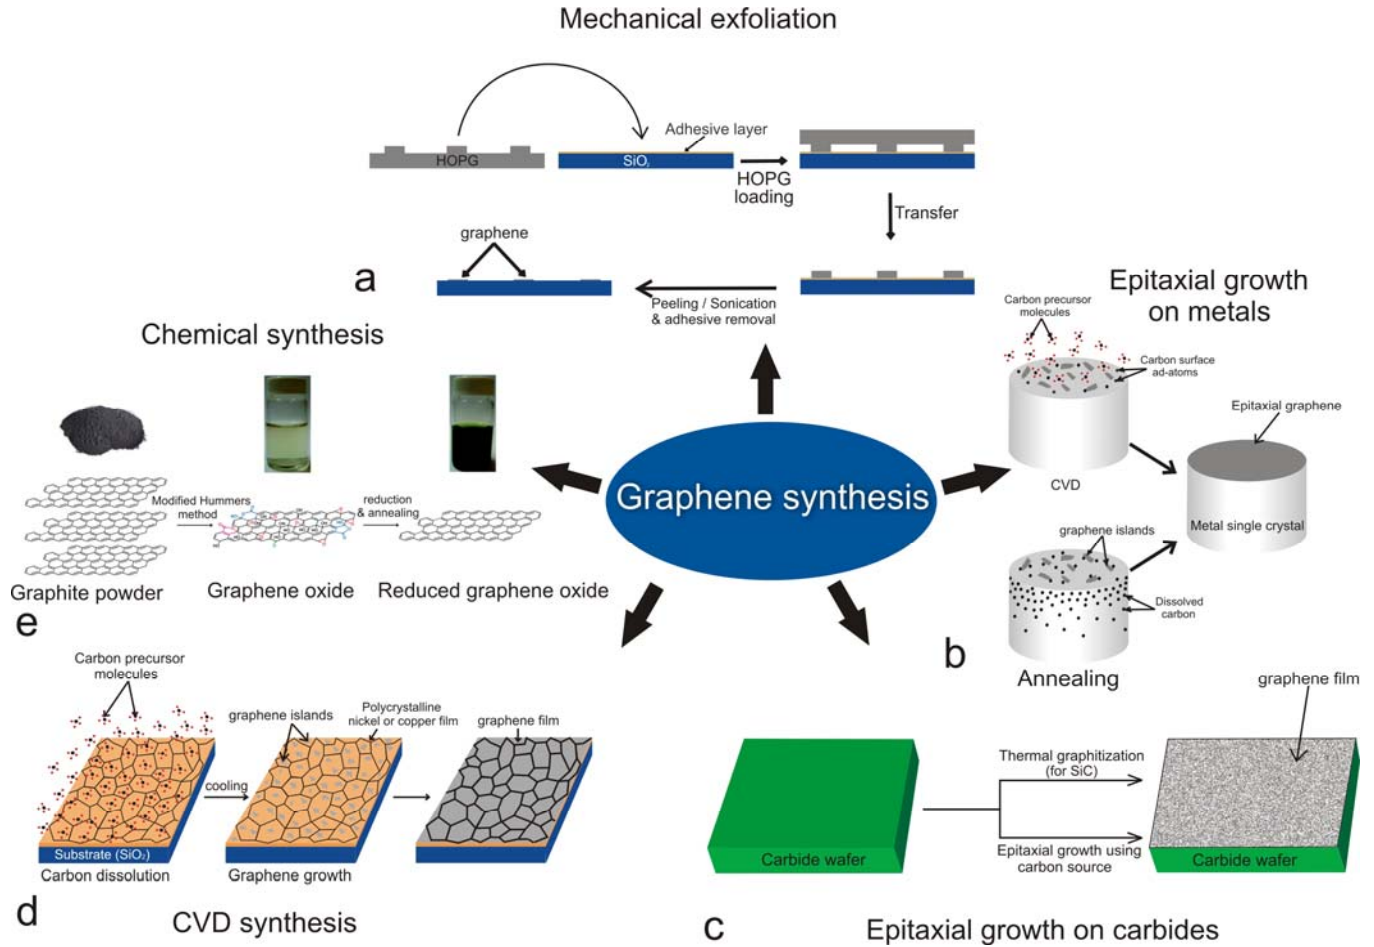 Mechanical exfoliation
Adhesive layer
HOPG
SiO₂
HOPG
loading
Transfer
graphene
a
Peeling / Sonication
& adhesive removal
Chemical synthesis
Modified Hummers
method
reduction
& annealing
Graphite powder
Graphene oxide
Reduced graphene oxide
e
Graphene synthesis
Epitaxial growth
on metals
Carbon precursor
molecules
Carbon surface
ad-atoms
Epitaxial graphene
CVD
Metal single crystal
graphene islands
Dissolved
carbon
b
Annealing
Carbon precursor
molecules
graphene islands
Polycrystalline
nickel or copper film
graphene film
cooling
Substrate (SiO₂)
Carbon dissolution
Graphene growth
d
CVD synthesis
graphene film
Thermal graphitization
(for SiC)
Carbide wafer
Epitaxial growth using
carbon source
Carbide wafer
c
Epitaxial growth on carbides